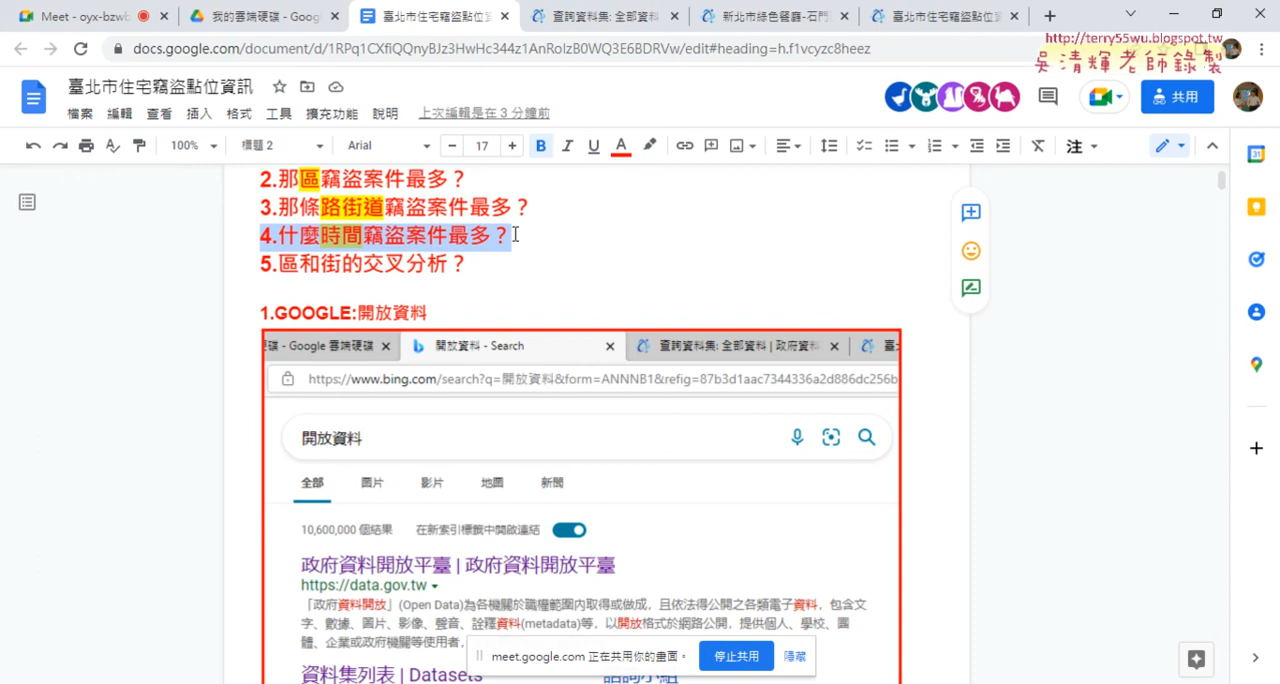 Meet - oyx-bzwb
我的雲端硬碟 - Goog
臺北市住宅竊盜點位資
查詢資料集: 全部資料
新北市綠色餐廳-石門
臺北市住宅竊盜點位
docs.google.com/document/d/1RPq1CXfiQQnyBJz3HwHc344z1AnRolzB0WQ3E6BDRVw/edit#heading=h.f1vcyzc8heez
http://terry55wu.blogspot.tw
吳清輝老師錄製
臺北市住宅竊盜點位資訊
共用
檔案 編輯 查看 插入 格式 工具 擴充功能 說明 上次編輯是在 3 分鐘前
100% 標題 2 Arial 17 B I U A 注
2.那區竊盜案件最多？
3.那條路街道竊盜案件最多？
4.什麼時間竊盜案件最多？
5.區和街的交叉分析？
1.GOOGLE:開放資料
碟 - Google 雲端硬碟
開放資料 - Search
查詢資料集: 全部資料 | 政府資料
https://www.bing.com/search?q=開放資料&form=ANNNB1&refig=87b3d1aac7344336a2d886dc256b
開放資料
全部 圖片 影片 地圖 新聞
10,600,000 個結果 在新索引標籤中開啟連結
政府資料開放平臺 | 政府資料開放平臺
https://data.gov.tw
「政府資料開放」(Open Data)為各機關於職權範圍內取得或做成，且依法得公開之各類電子資料，包含文
字、數據、圖片、影像、聲音、詮釋資料(metadata)等，以開放格式於網路公開，提供個人、學校、團
體、企業或政府機關等使用者，
meet.google.com 正在共用你的畫面。 停止共用 隱藏
資料集列表 | Datasets
諮詢小組